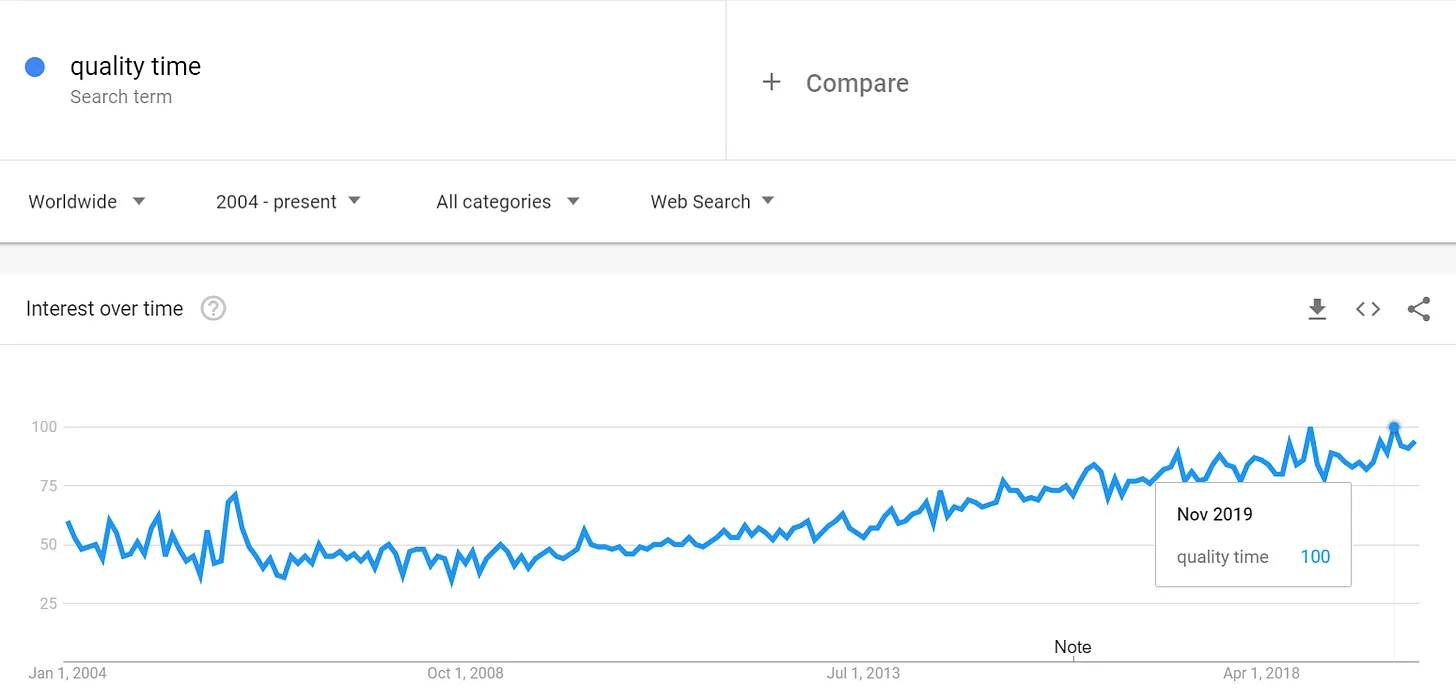 quality time
Search term
+ Compare
Worldwide
2004 - present
All categories
Web Search
Interest over time
?
100
75
50
25
Nov 2019
quality time 100
Note
Jan 1, 2004
Oct 1, 2008
Jul 1, 2013
Apr 1, 2018